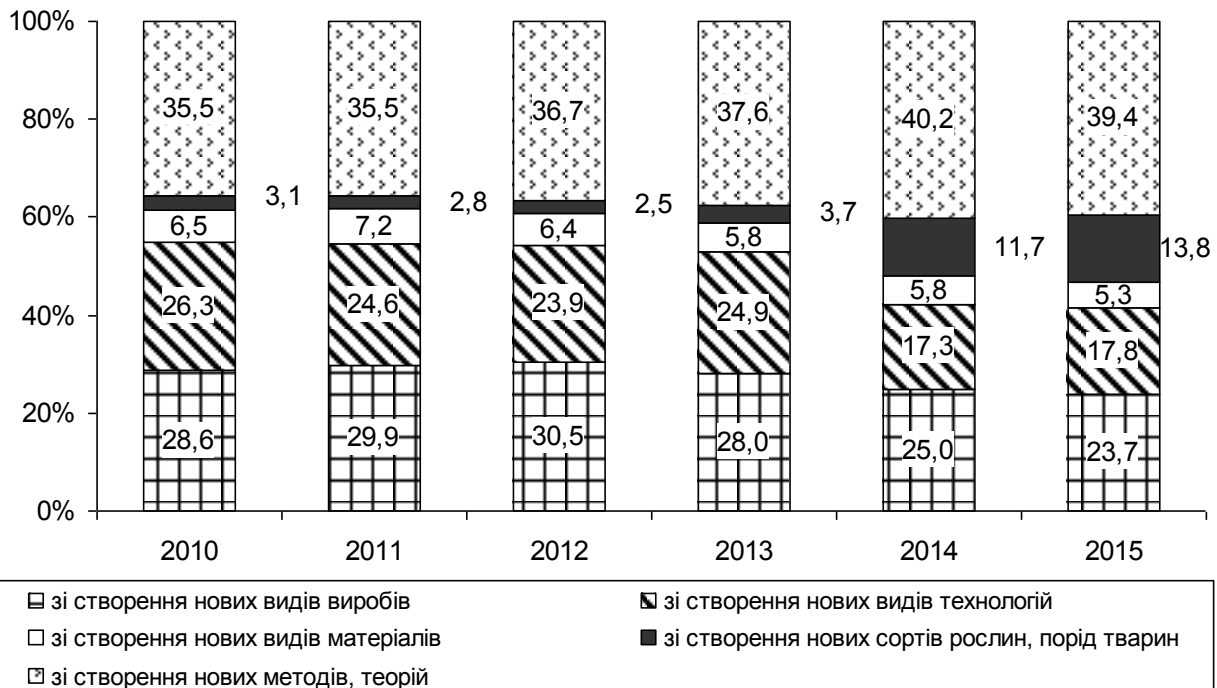 100%
35,5 35,5 36,7 37,6 40,2 39,4
80%
3,1 2,8 2,5 3,7 11,7 13,8
60%
6,5 7,2 6,4 5,8 5,8 5,3
40%
26,3 24,6 23,9 24,9 17,3 17,8
20%
28,6 29,9 30,5 28,0 25,0 23,7
0%
2010 2011 2012 2013 2014 2015
зі створення нових видів виробів
зі створення нових видів технологій
зі створення нових видів матеріалів
зі створення нових сортів рослин, порід тварин
зі створення нових методів, теорій